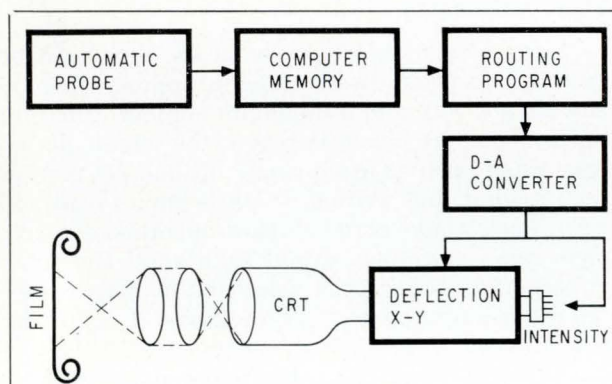 AUTOMATIC
PROBE
COMPUTER
MEMORY
ROUTING
PROGRAM
D-A
CONVERTER
FILM
CRT
DEFLECTION
X-Y
INTENSITY